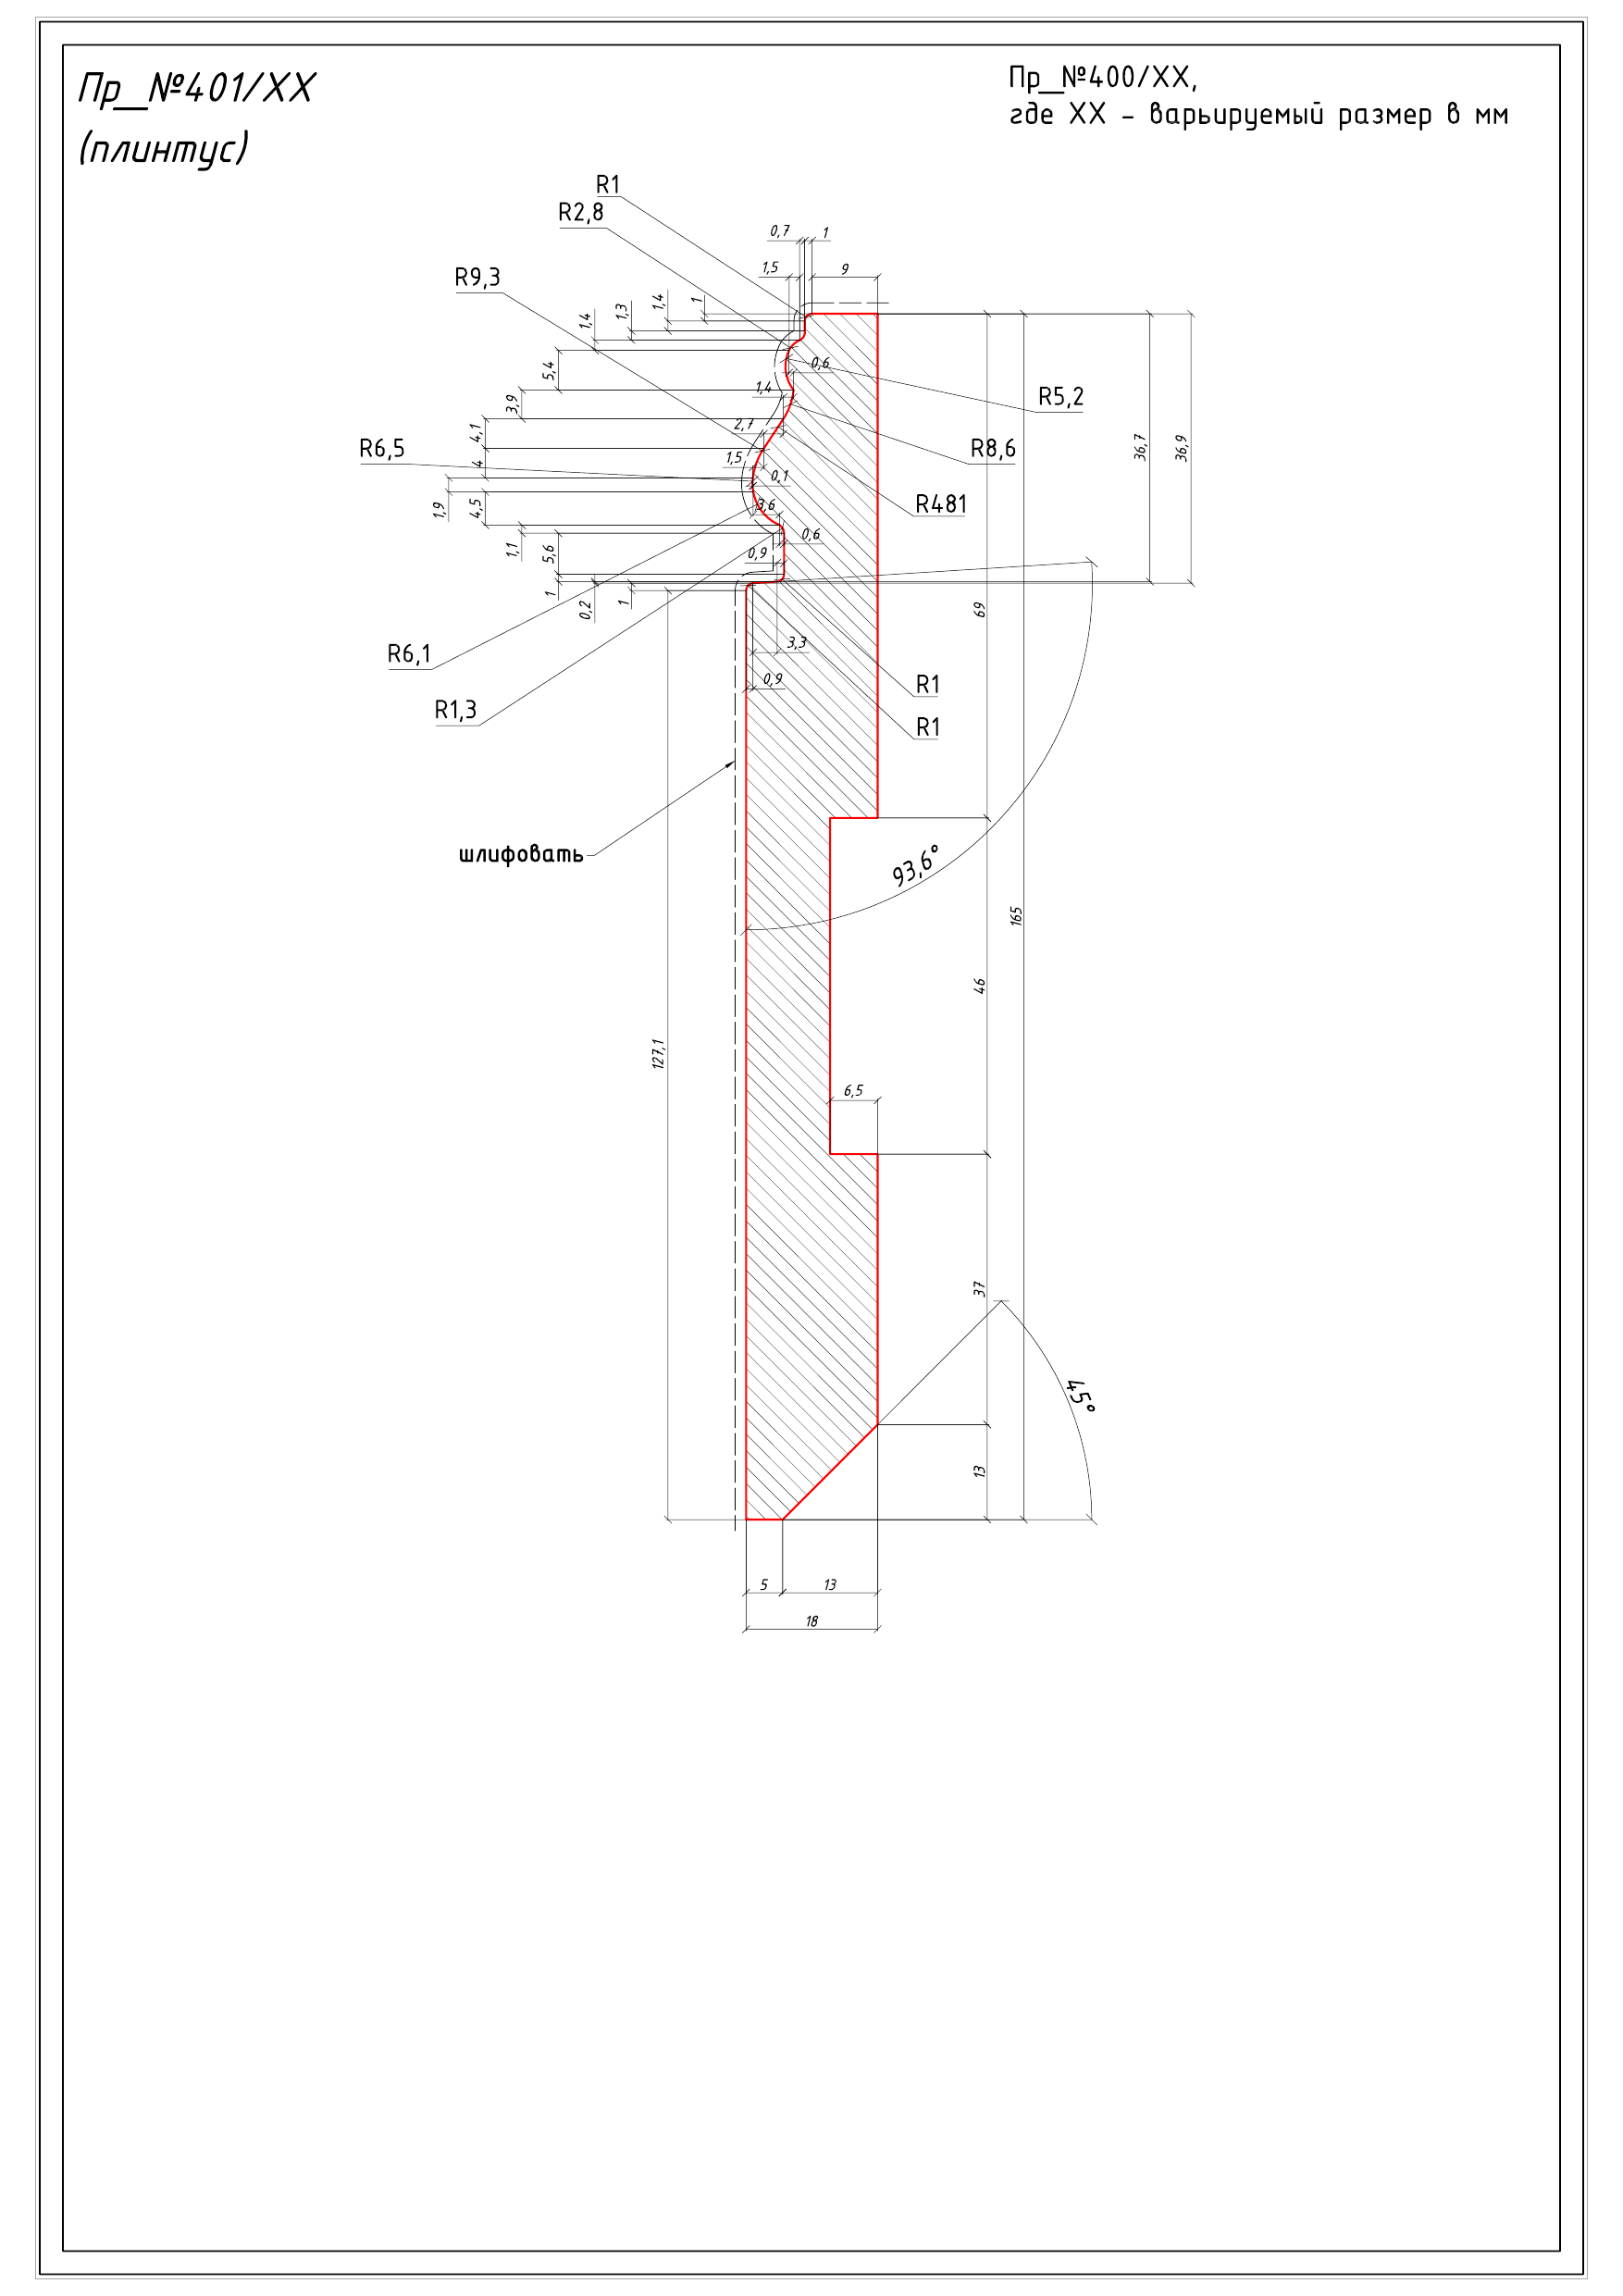 Пр_№401/XX
(плинтус)
Пр_№400/XX,
где XX - варьируемый размер в мм
R1
R2,8
0,7
1
R9,3
1,5
9
1,4
1,3
1,4
1
5,4
0,6
3,9
1,4
R5,2
4,1
2,7
R6,5
4
1,5
R8,6
36,7
36,9
0,1
1,9
4,5
3,6
R481
1,1
5,6
0,9
0,6
1
0,2
1
69
R6,1
3,3
0,9
R1
R1,3
R1
шлифовать
93,6°
165
46
127,1
6,5
37
45°
13
5
13
18